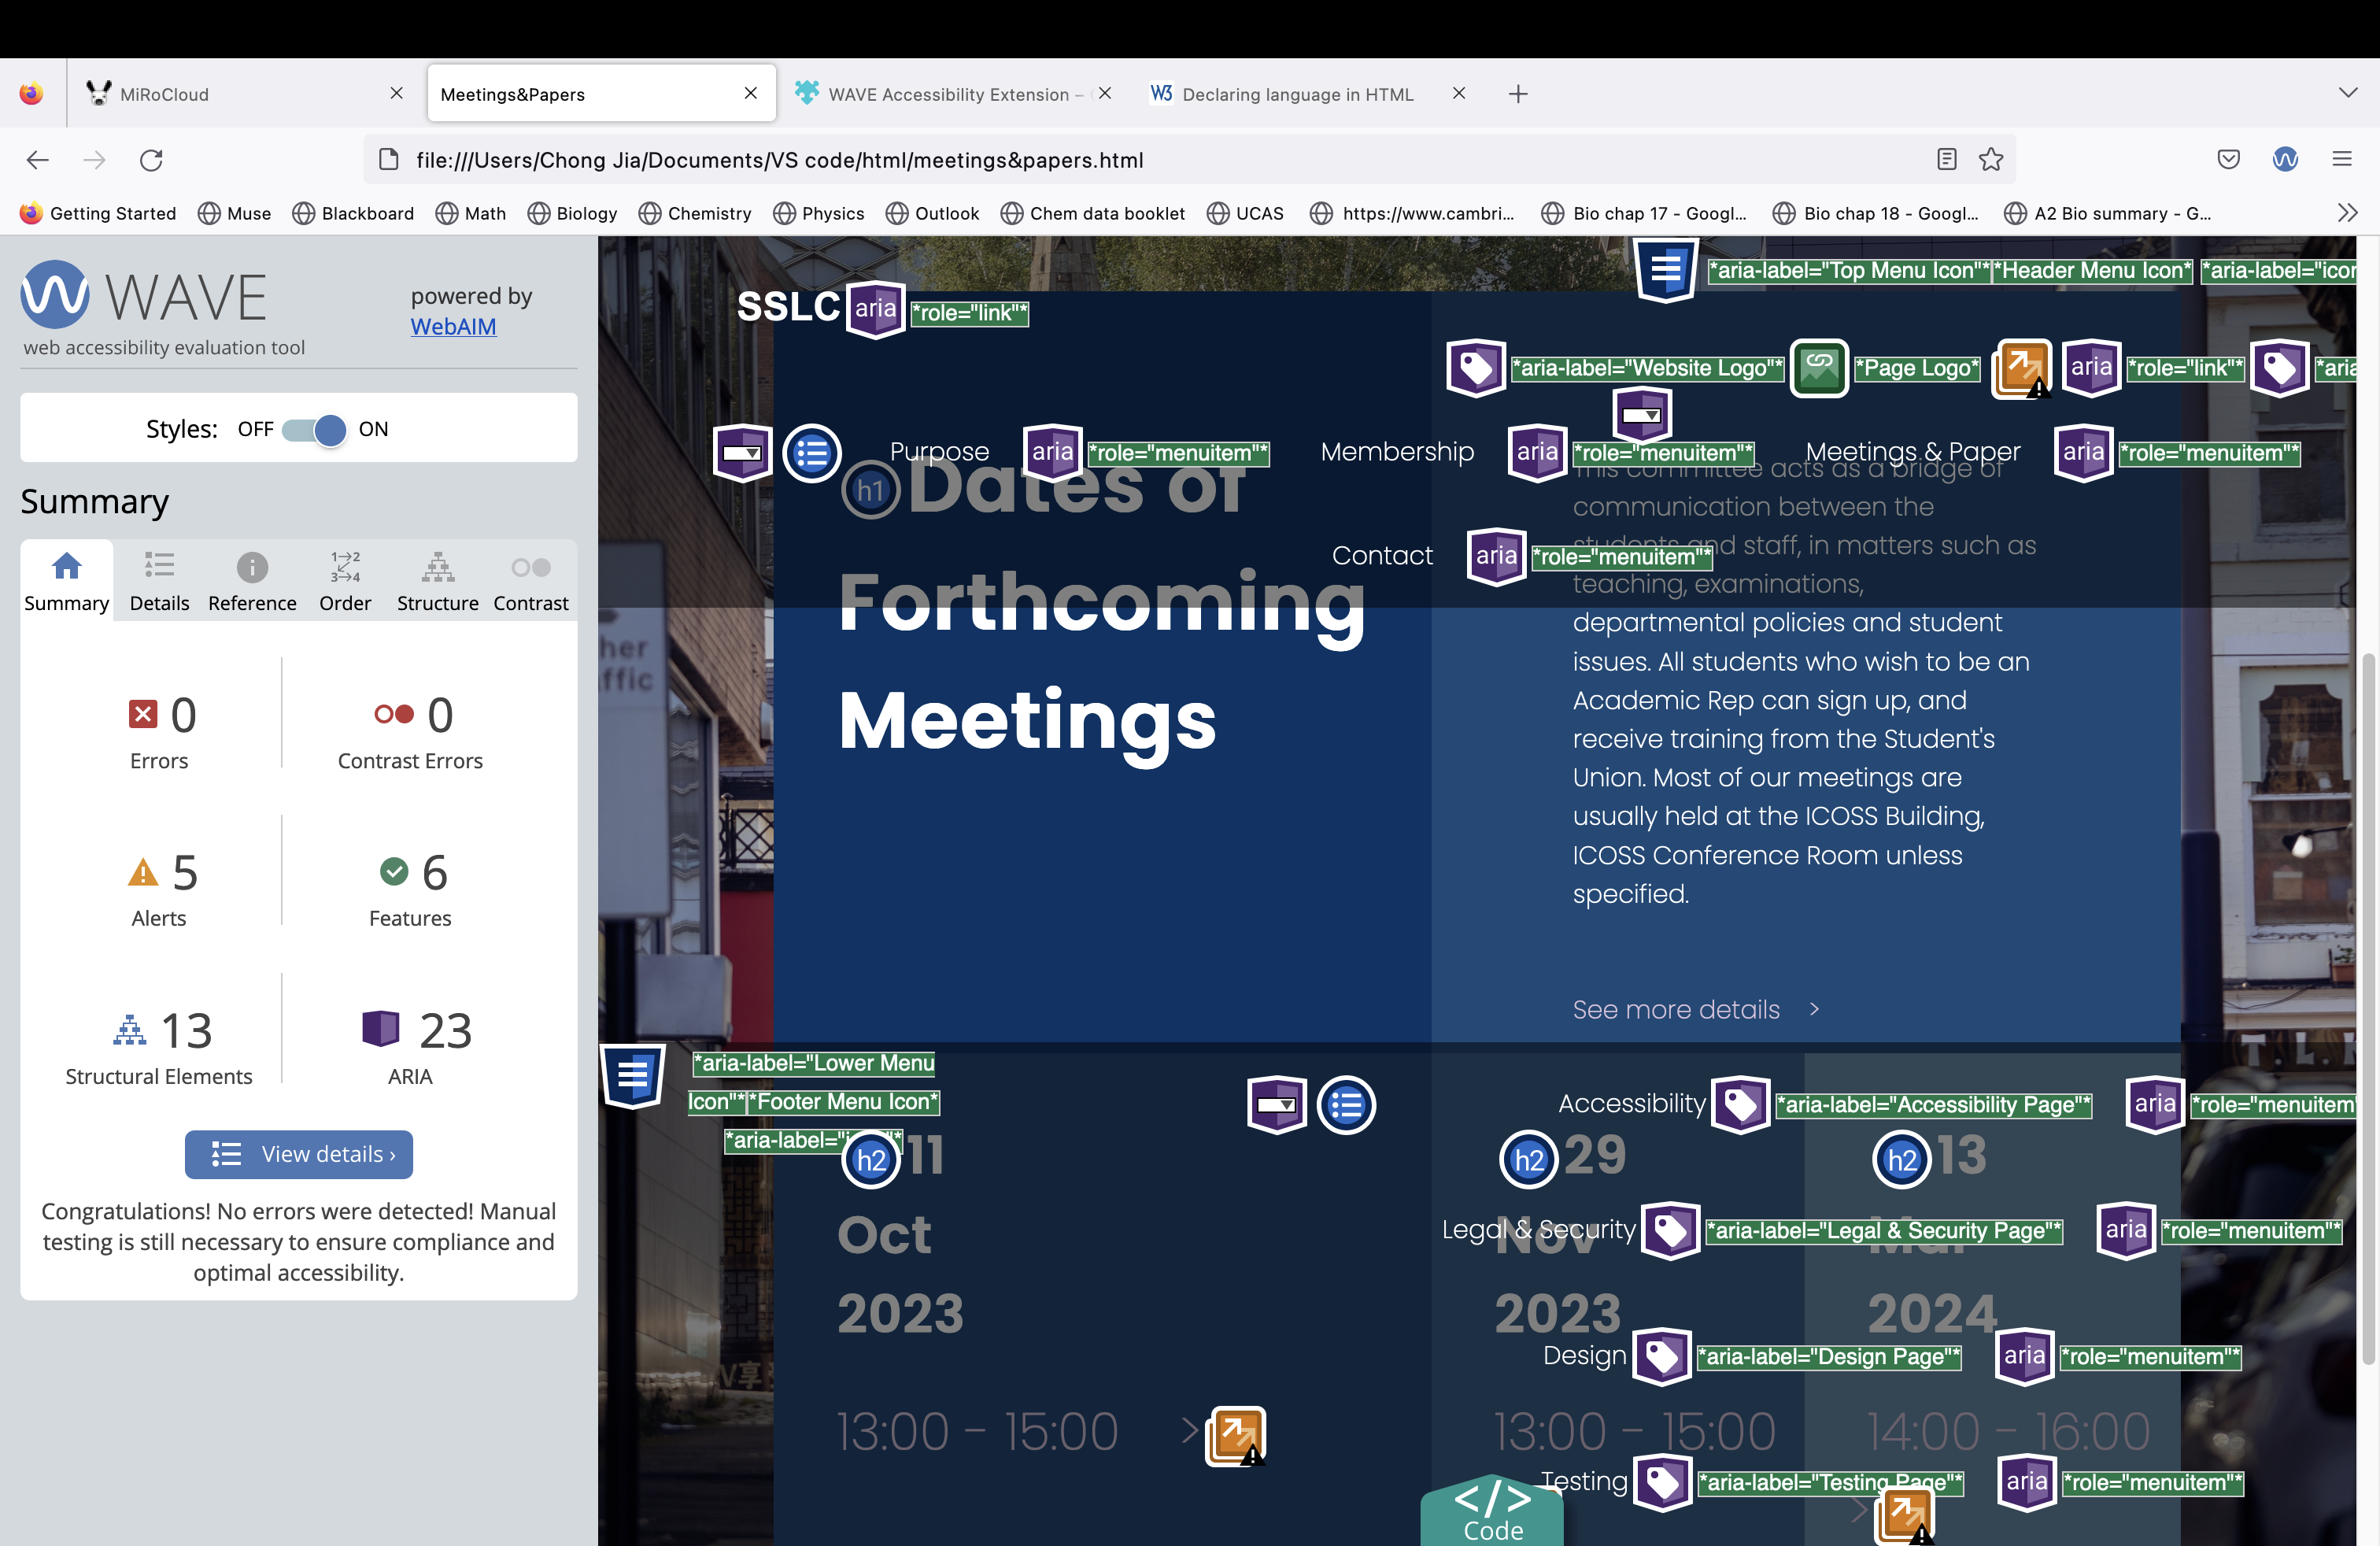 MiRoCloud
Meetings&Papers
WAVE Accessibility Extension –
W3 Declaring language in HTML
file:///Users/Chong Jia/Documents/VS code/html/meetings&papers.html
Getting Started Muse Blackboard Math Biology Chemistry Physics Outlook Chem data booklet UCAS https://www.cambri... Bio chap 17 - Googl... Bio chap 18 - Googl... A2 Bio summary - G...
WAVE
web accessibility evaluation tool
powered by
WebAIM
Styles: OFF ON
Summary
1 2
3 4
Summary Details Reference Order Structure Contrast
0
Errors
0
Contrast Errors
5
Alerts
6
Features
13
Structural Elements
23
ARIA
View details ›
Congratulations! No errors were detected! Manual
testing is still necessary to ensure compliance and
optimal accessibility.
*aria-label="Top Menu Icon"* *Header Menu Icon* *aria-label="icon
SSLC aria *role="link"*
*aria-label="Website Logo"* *Page Logo* aria *role="link"* *aria
Purpose aria *role="menuitem"* Membership aria *role="menuitem"* Meetings & Paper aria *role="menuitem"*
Contact aria *role="menuitem"*
h1 Dates of
Forthcoming
Meetings
This committee acts as a bridge of
communication between the
students and staff, in matters such as
teaching, examinations,
departmental policies and student
issues. All students who wish to be an
Academic Rep can sign up, and
receive training from the Student's
Union. Most of our meetings are
usually held at the ICOSS Building,
ICOSS Conference Room unless
specified.
See more details >
*aria-label="Lower Menu
Icon"* *Footer Menu Icon*
Accessibility *aria-label="Accessibility Page"* aria *role="menuitem
Legal & Security *aria-label="Legal & Security Page"* aria *role="menuitem"*
Design *aria-label="Design Page"* aria *role="menuitem"*
Testing *aria-label="Testing Page"* aria *role="menuitem"*
h2 11
Oct
2023
13:00 - 15:00 >
h2 29
Nov
2023
13:00 - 15:00
h2 13
Mar
2024
14:00 - 16:00
>
</>
Code